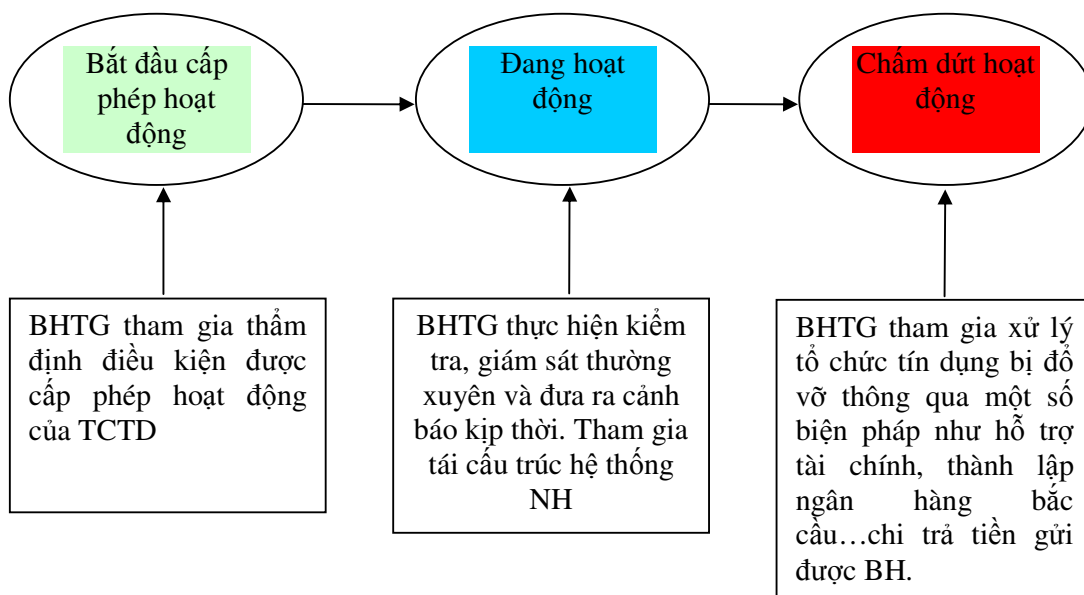 Bắt đầu cấp
phép hoạt
động
Đang hoạt
động
Chấm dứt hoạt
động
BHTG tham gia thẩm
định điều kiện được
cấp phép hoạt động
của TCTD
BHTG thực hiện kiểm
tra, giám sát thường
xuyên và đưa ra cảnh
báo kịp thời. Tham gia
tái cấu trúc hệ thống
NH
BHTG tham gia xử lý
tổ chức tín dụng bị đổ
vỡ thông qua một số
biện pháp như hỗ trợ
tài chính, thành lập
ngân hàng bắc
cầu…chi trả tiền gửi
được BH.